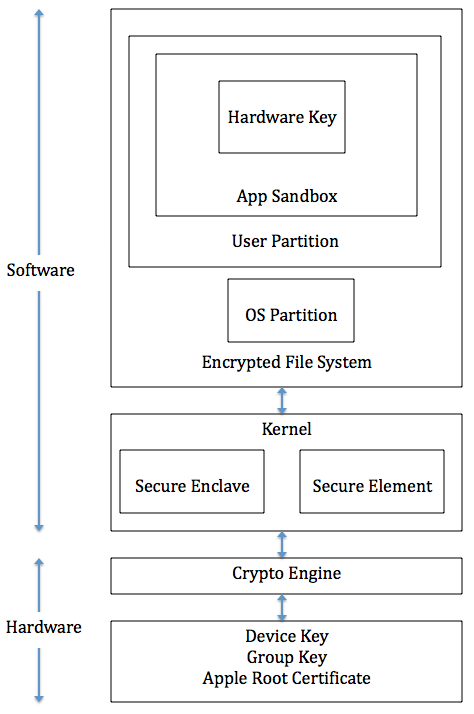 Hardware Key
App Sandbox
User Partition
Software
OS Partition
Encrypted File System
Kernel
Secure Enclave
Secure Element
Crypto Engine
Hardware
Device Key
Group Key
Apple Root Certificate